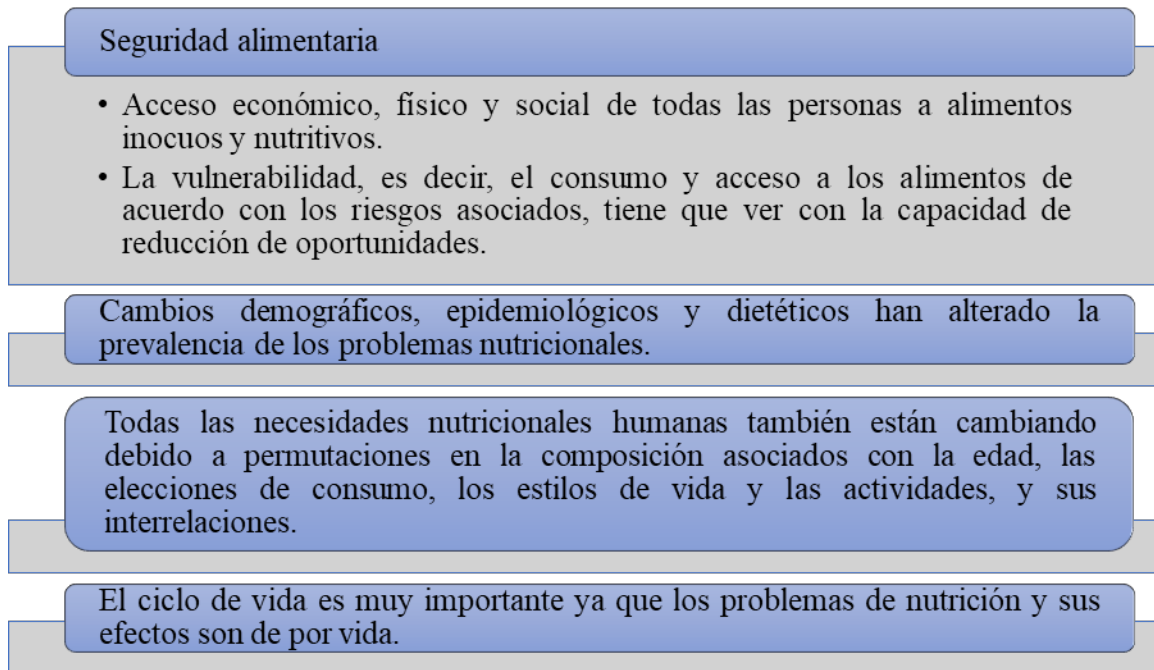 Seguridad alimentaria
• Acceso económico, físico y social de todas las personas a alimentos
inocuos y nutritivos.
• La vulnerabilidad, es decir, el consumo y acceso a los alimentos de
acuerdo con los riesgos asociados, tiene que ver con la capacidad de
reducción de oportunidades.
Cambios demográficos, epidemiológicos y dietéticos han alterado la
prevalencia de los problemas nutricionales.
Todas las necesidades nutricionales humanas también están cambiando
debido a permutaciones en la composición asociados con la edad, las
elecciones de consumo, los estilos de vida y las actividades, y sus
interrelaciones.
El ciclo de vida es muy importante ya que los problemas de nutrición y sus
efectos son de por vida.